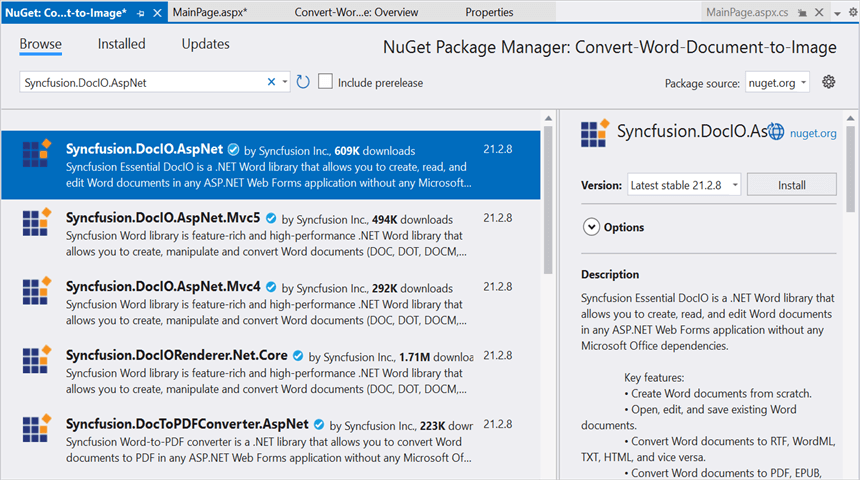 NuGet: Co...t-to-Image* MainPage.aspx* Convert-Wor...e: Overview Properties MainPage.aspx.cs
Browse Installed Updates
NuGet Package Manager: Convert-Word-Document-to-Image
Syncfusion.DocIO.AspNet Include prerelease
Package source: nuget.org
Syncfusion.DocIO.AspNet by Syncfusion Inc., 609K downloads 21.2.8
Syncfusion Essential DocIO is a .NET Word library that allows you to create, read, and
edit Word documents in any ASP.NET Web Forms application without any Microsoft...
Syncfusion.DocIO.AspNet.Mvc5 by Syncfusion Inc., 494K downloads 21.2.8
Syncfusion Word library is feature-rich and high-performance .NET Word library that
allows you to create, manipulate and convert Word documents (DOC, DOT, DOCM,...
Syncfusion.DocIO.AspNet.Mvc4 by Syncfusion Inc., 292K downloads 21.2.8
Syncfusion Word library is feature-rich and high-performance .NET Word library that
allows you to create, manipulate and convert Word documents (DOC, DOT, DOCM,...
Syncfusion.DocIORenderer.Net.Core by Syncfusion Inc., 1.71M downloa 21.2.8
Syncfusion Word library is feature-rich and high-performance .NET Word library that
allows you to create, manipulate and convert Word documents (DOC, DOT, DOCM,...
Syncfusion.DocToPDFConverter.AspNet by Syncfusion Inc., 223K down 21.2.8
Syncfusion Word-to-PDF converter is a .NET library that allows you to convert Word
documents to PDF in any ASP.NET Web Forms application without any Microsoft Of...
Syncfusion.DocIO.As nuget.org
Version: Latest stable 21.2.8 Install
Options
Description
Syncfusion Essential DocIO is a .NET Word library that
allows you to create, read, and edit Word documents
in any ASP.NET Web Forms application without any
Microsoft Office dependencies.
Key features:
• Create Word documents from scratch.
• Open, edit, and save existing Word
documents.
• Convert Word documents to RTF, WordML,
TXT, HTML, and vice versa.
• Convert Word documents to PDF, EPUB,